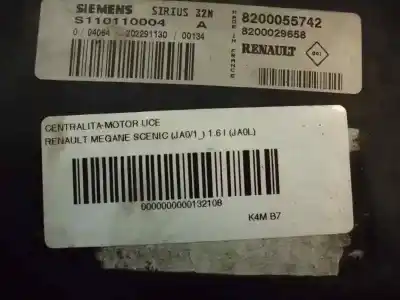 SIEMENS SIRIUS 32N
S110110004 A
8200055742
8200029658
0/04064 202291130 / 00134
RENAULT
CENTRALITA MOTOR UCE
RENAULT MEGANE SCENIC (JA0/1_) 1.6 I (JA0L)
0000000000132108
K4M B7